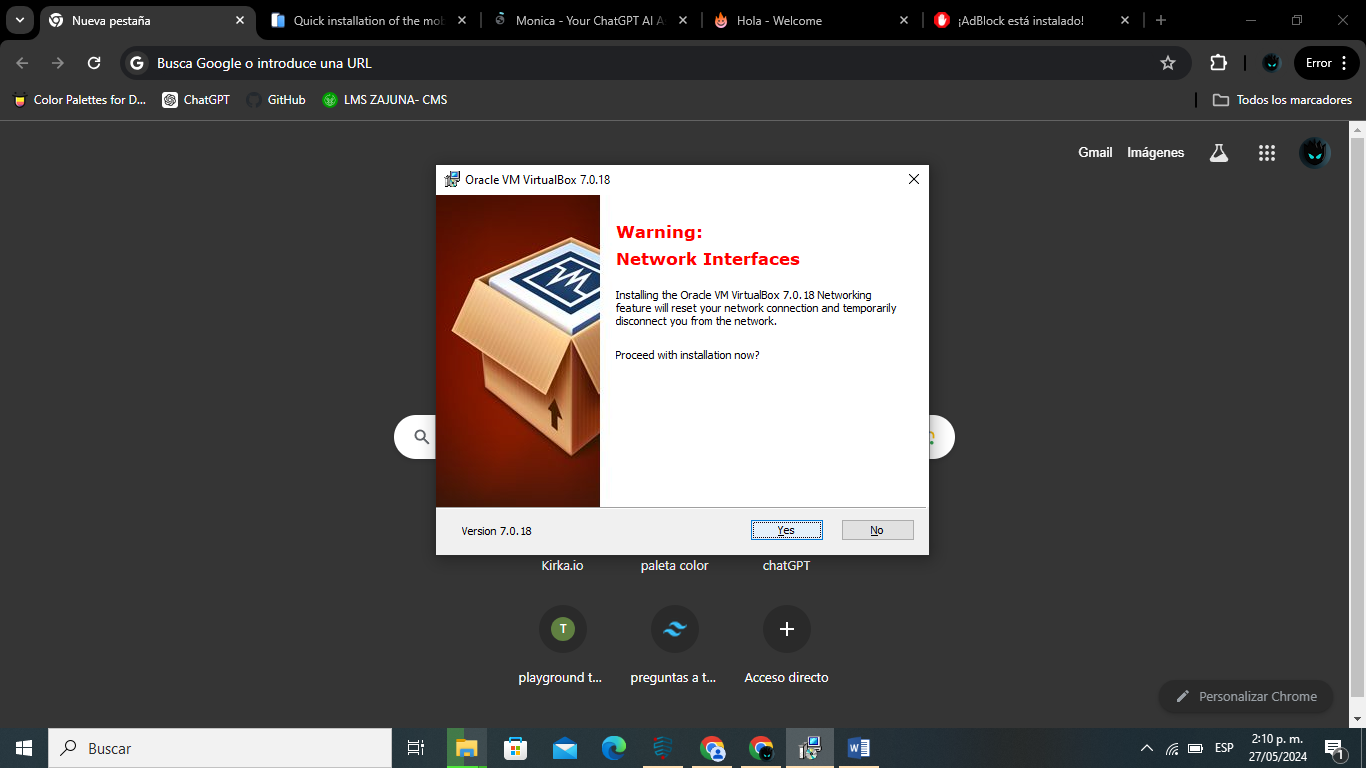 Nueva pestaña
Quick installation of the mob
Monica - Your ChatGPT AI A
Hola - Welcome
¡AdBlock está instalado!
Busca Google o introduce una URL
Error
Color Palettes for D...
ChatGPT
GitHub
LMS ZAJUNA- CMS
Todos los marcadores
Gmail
Imágenes
Oracle VM VirtualBox 7.0.18
Warning:
Network Interfaces
Installing the Oracle VM VirtualBox 7.0.18 Networking
feature will reset your network connection and temporarily
disconnect you from the network.
Proceed with installation now?
Version 7.0.18
Yes
No
Kirka.io
paleta color
chatGPT
T
playground t...
preguntas a t...
Acceso directo
Personalizar Chrome
Buscar
ESP
2:10 p. m.
27/05/2024
1